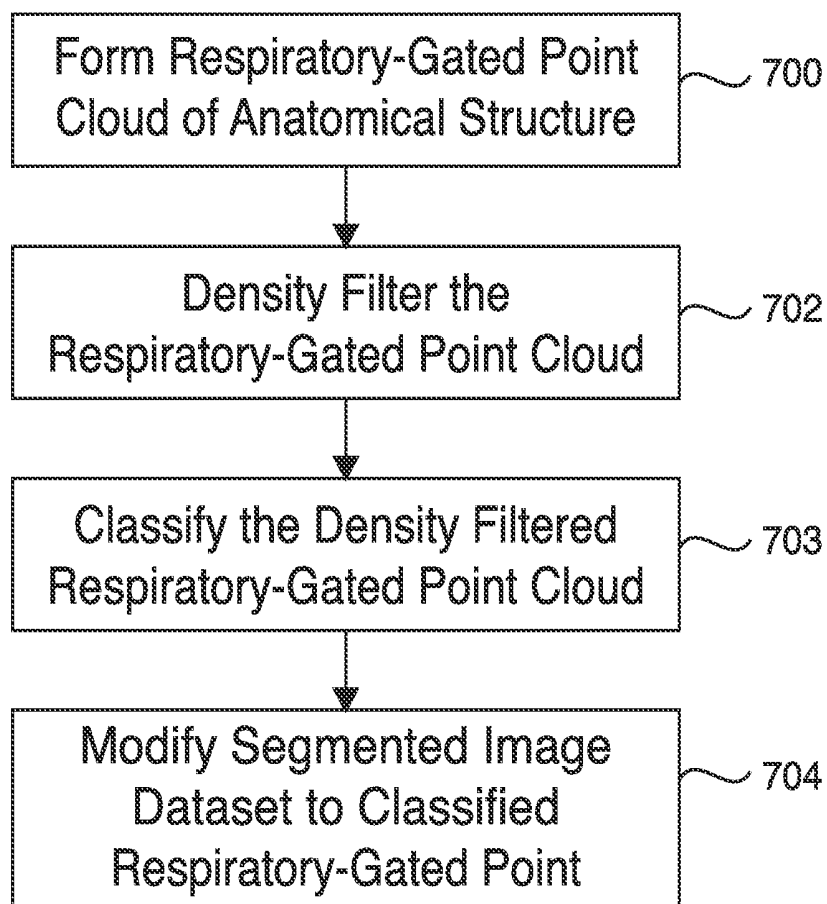 Form Respiratory-Gated Point
Cloud of Anatomical Structure
700
Density Filter the
Respiratory-Gated Point Cloud
702
Classify the Density Filtered
Respiratory-Gated Point Cloud
703
Modify Segmented Image
Dataset to Classified
Respiratory-Gated Point
704